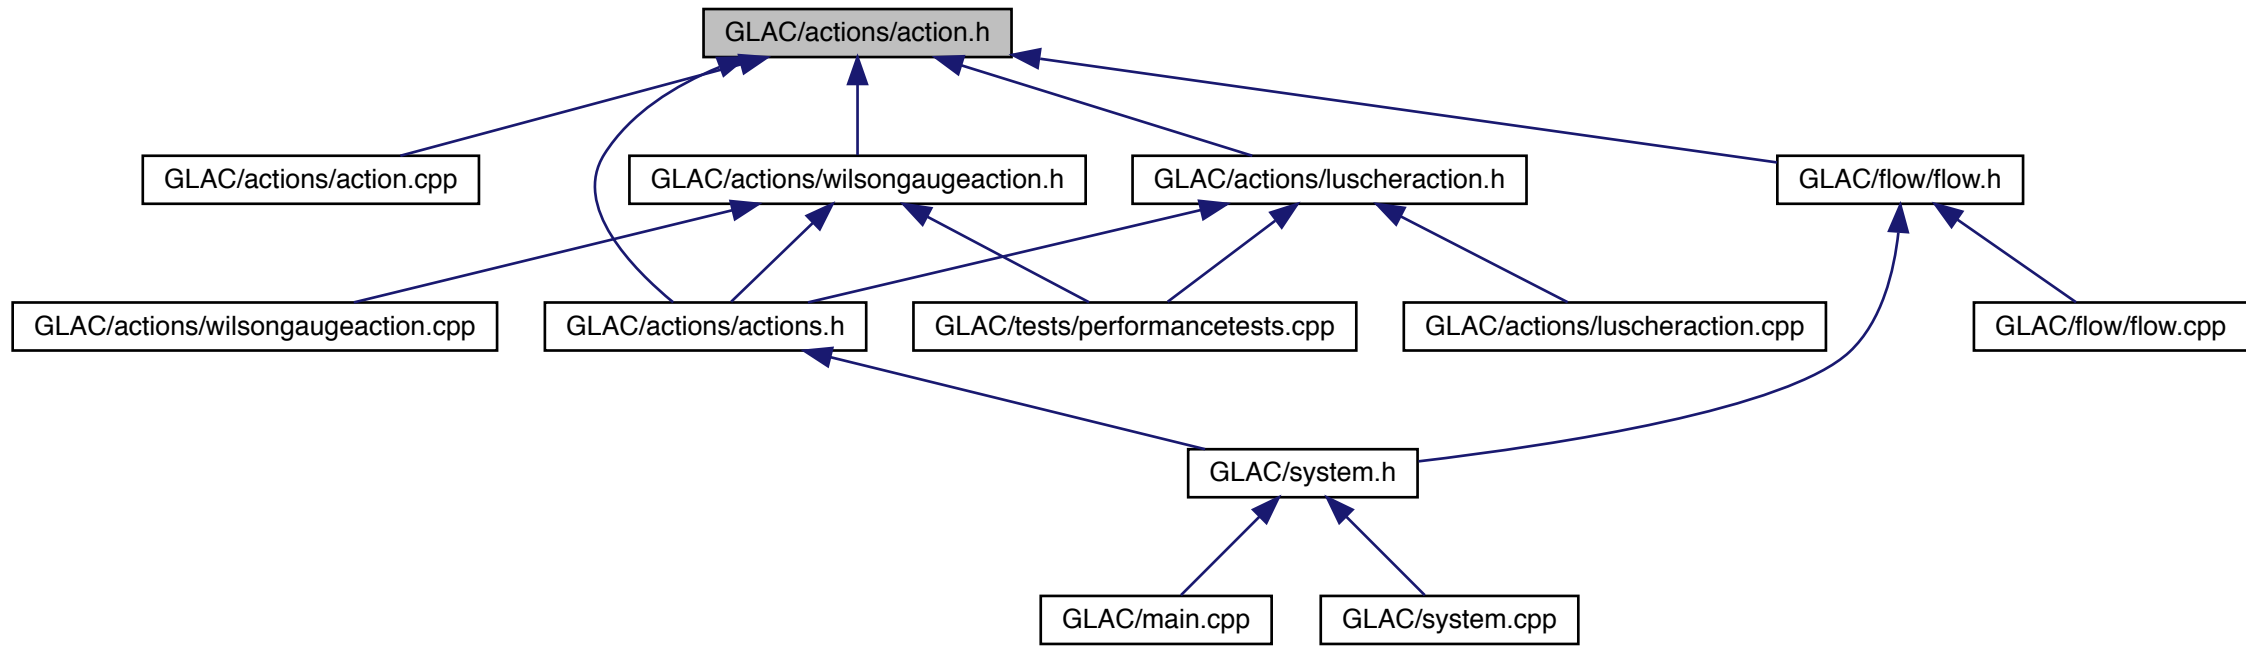 GLAC/actions/action.h
GLAC/actions/action.cpp
GLAC/actions/wilsongaugeaction.h
GLAC/actions/luscheraction.h
GLAC/flow/flow.h
GLAC/actions/wilsongaugeaction.cpp
GLAC/actions/actions.h
GLAC/tests/performancetests.cpp
GLAC/actions/luscheraction.cpp
GLAC/flow/flow.cpp
GLAC/system.h
GLAC/main.cpp
GLAC/system.cpp